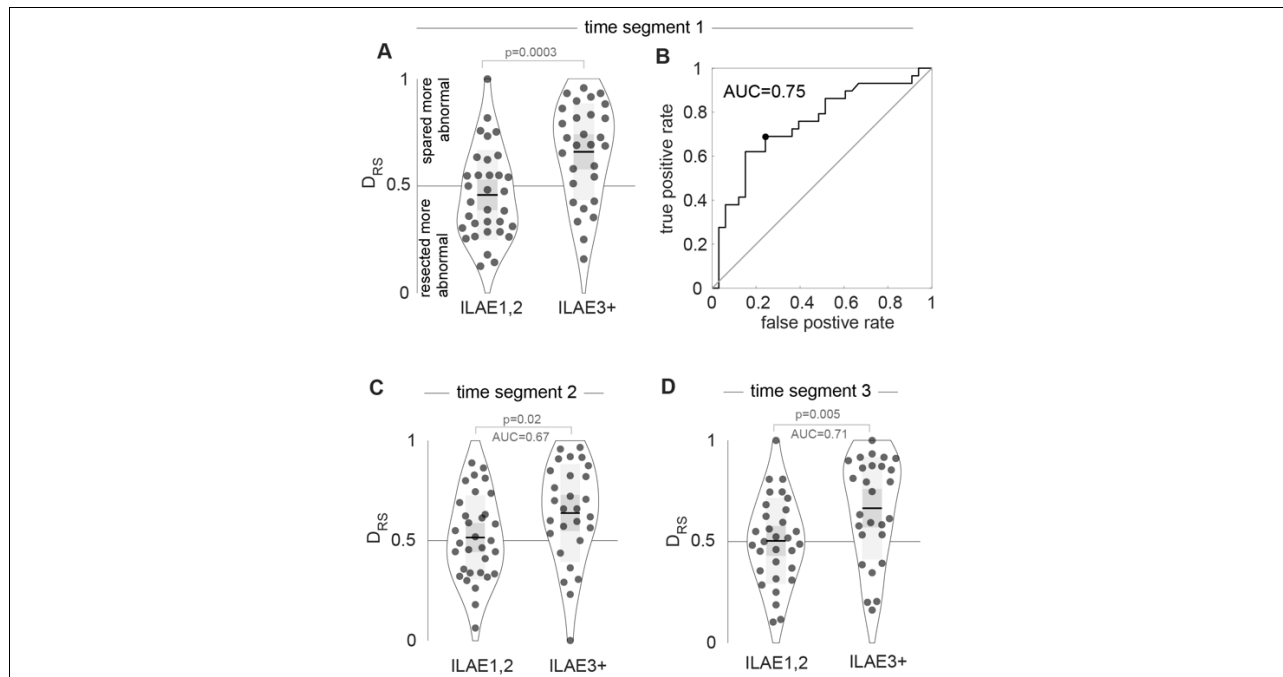 time segment 1
A
p=0.0003
1
spared more
abnormal
D_RS
0.5
resected more
abnormal
0
ILAE1,2
ILAE3+
B
AUC=0.75
true positive rate
1
0.8
0.6
0.4
0.2
0
0
0.2
0.4
0.6
0.8
1
false postive rate
C
time segment 2
p=0.02
AUC=0.67
1
D_RS
0.5
0
ILAE1,2
ILAE3+
D
time segment 3
p=0.005
AUC=0.71
1
D_RS
0.5
0
ILAE1,2
ILAE3+